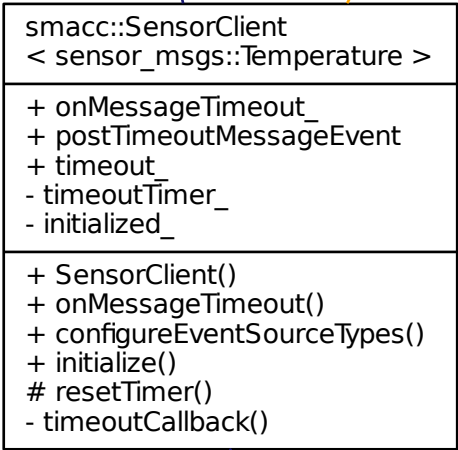 smacc::SensorClient
< sensor_msgs::Temperature >
+ onMessageTimeout_
+ postTimeoutMessageEvent
+ timeout_
- timeoutTimer_
- initialized_
+ SensorClient()
+ onMessageTimeout()
+ configureEventSourceTypes()
+ initialize()
# resetTimer()
- timeoutCallback()